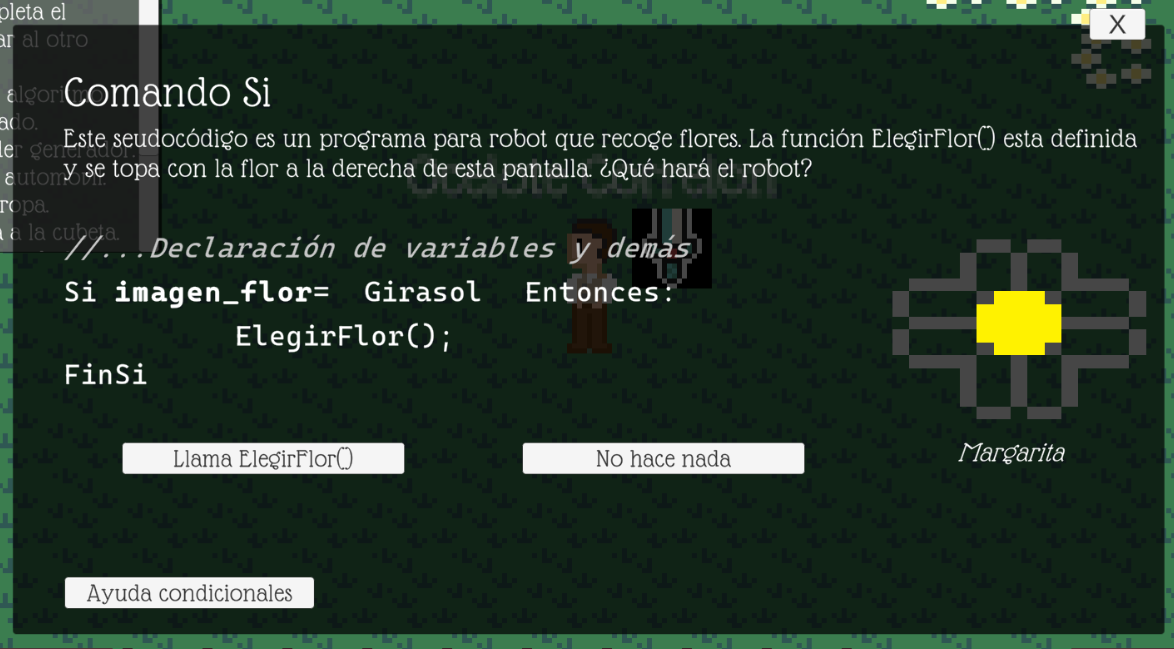 pleta el
ar al otro
X
algoritmo
ado.
generador.
automóvil.
ropa.
a la cubeta.
Comando Si
Este seudocódigo es un programa para robot que recoge flores. La función ElegirFlor() esta definida
y se topa con la flor a la derecha de esta pantalla. ¿Qué hará el robot?
//...Declaración de variables y demás
Si imagen_flor= Girasol Entonces:
ElegirFlor();
FinSi
Llama ElegirFlor()
No hace nada
Margarita
Ayuda condicionales